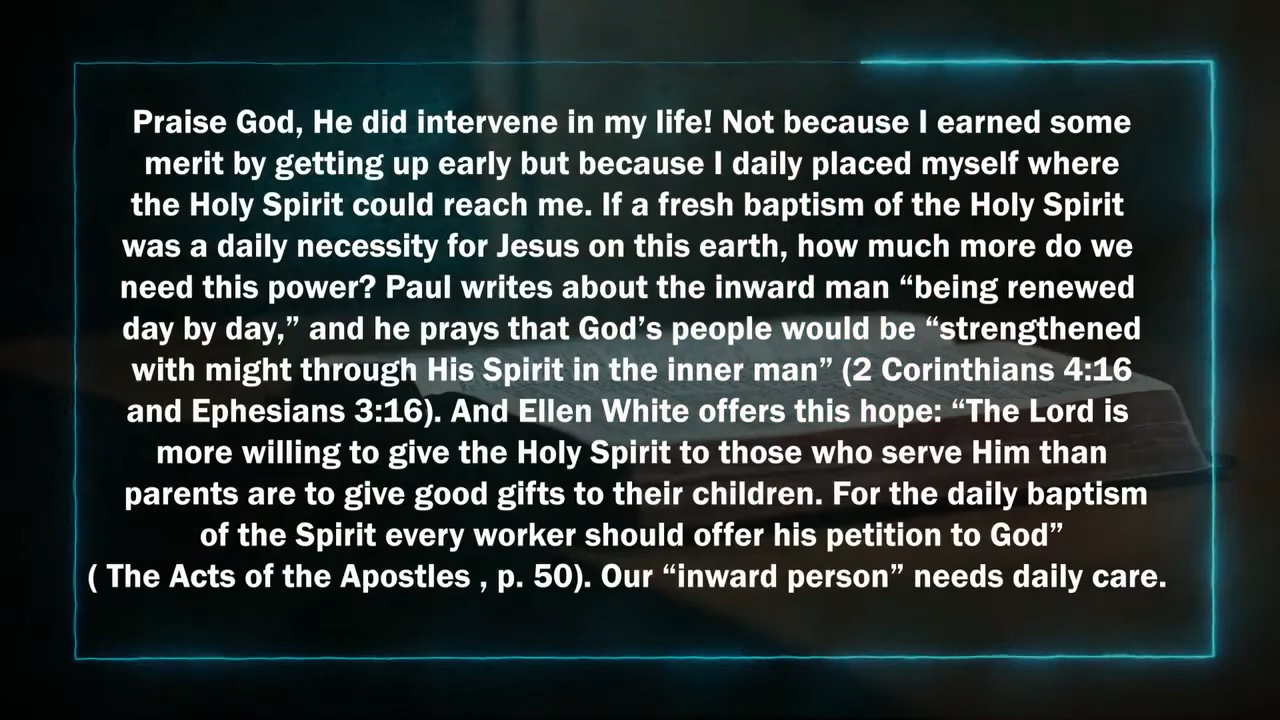 Praise God, He did intervene in my life! Not because I earned some
merit by getting up early but because I daily placed myself where
the Holy Spirit could reach me. If a fresh baptism of the Holy Spirit
was a daily necessity for Jesus on this earth, how much more do we
need this power? Paul writes about the inward man “being renewed
day by day,” and he prays that God’s people would be “strengthened
with might through His Spirit in the inner man” (2 Corinthians 4:16
and Ephesians 3:16). And Ellen White offers this hope: “The Lord is
more willing to give the Holy Spirit to those who serve Him than
parents are to give good gifts to their children. For the daily baptism
of the Spirit every worker should offer his petition to God”
( The Acts of the Apostles , p. 50). Our “inward person” needs daily care.